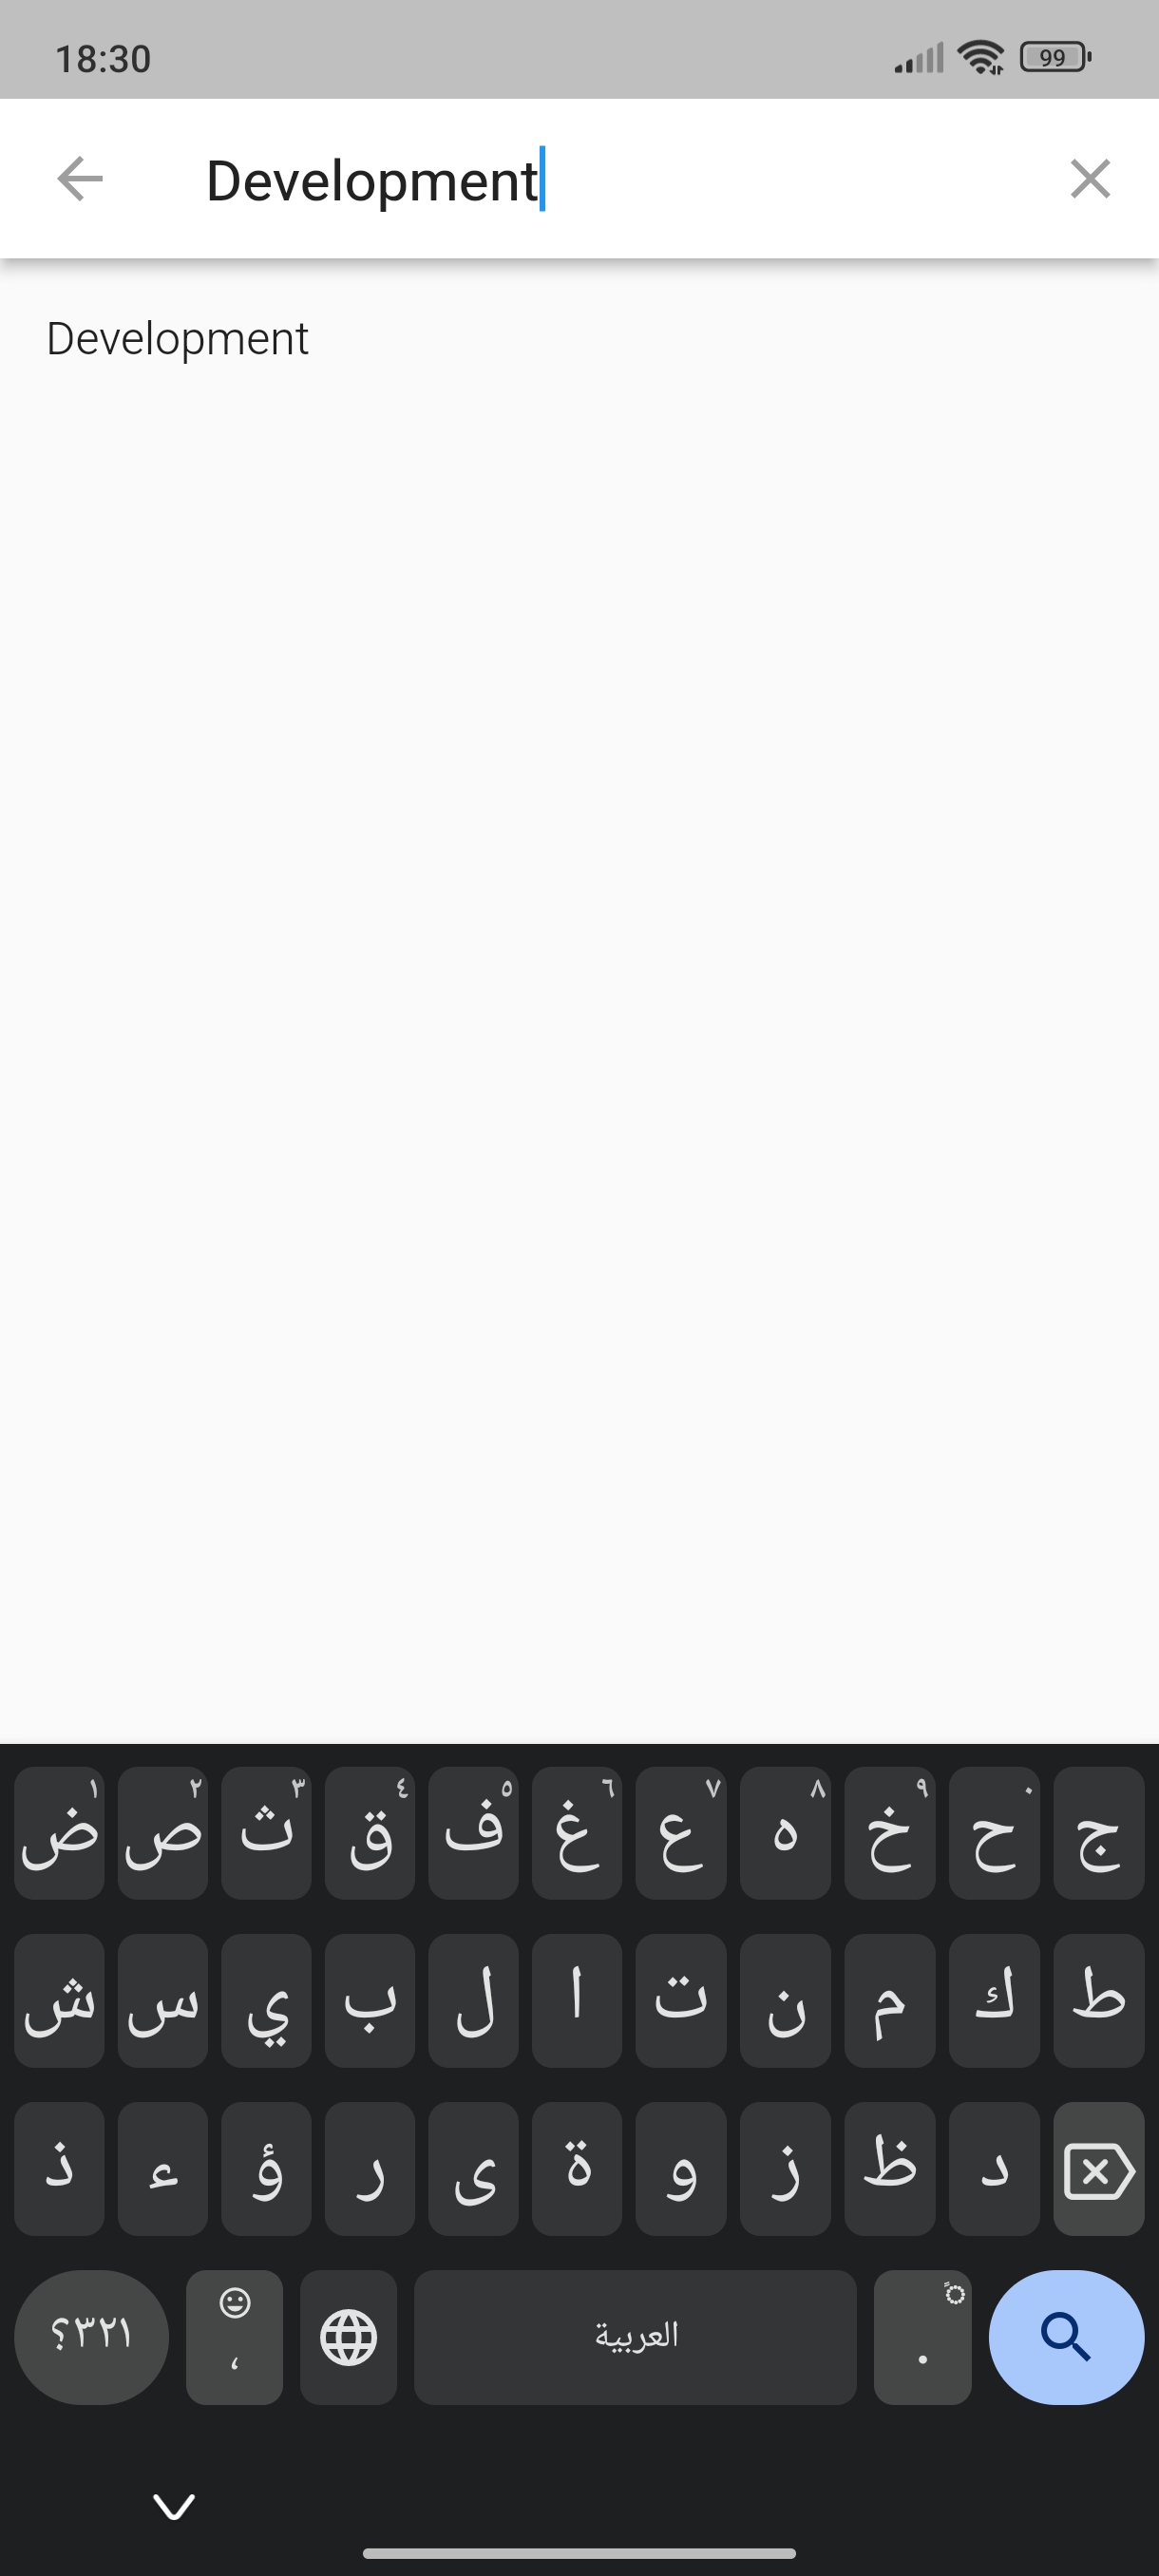 18:30
99
Development
Development
ض ١ ص ٢ ث ٣ ق ٤ ف ٥ غ ٦ ع ٧ ه ٨ خ ٩ ح ٠ ج
ش س ي ب ل ا ت ن م ك ط
ذ ء ؤ ر ى ة و ز ظ د
؟٣٢١ ، العربية .